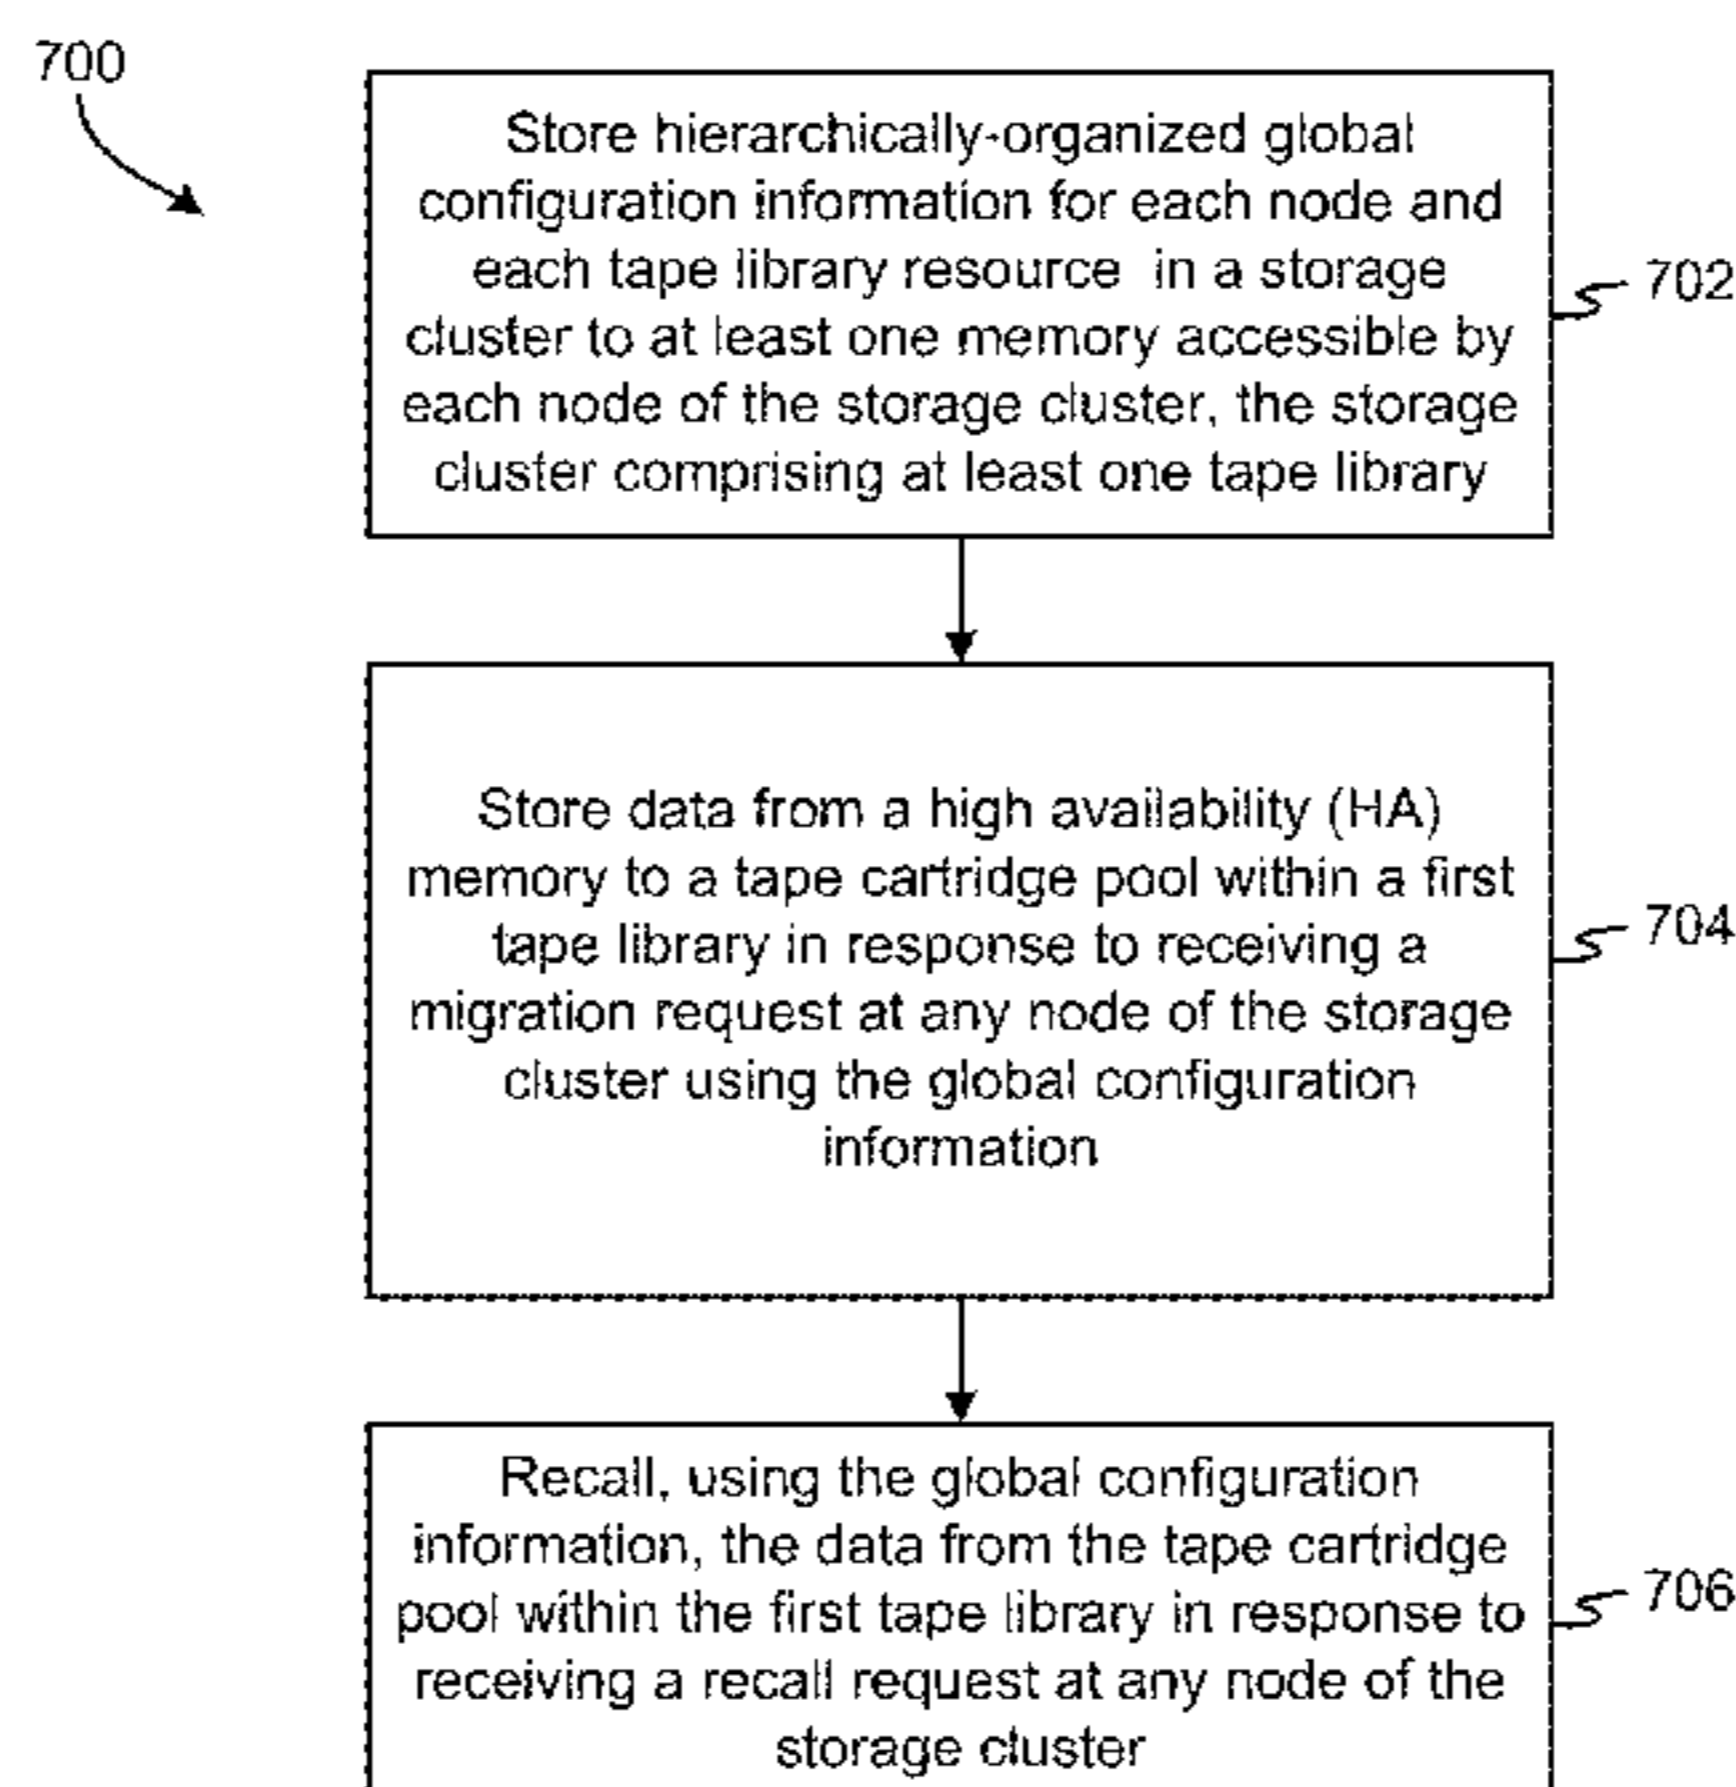 700
Store hierarchically-organized global
configuration information for each node and
each tape library resource in a storage
cluster to at least one memory accessible by
each node of the storage cluster, the storage
cluster comprising at least one tape library
702
Store data from a high availability (HA)
memory to a tape cartridge pool within a first
tape library in response to receiving a
migration request at any node of the storage
cluster using the global configuration
information
704
Recall, using the global configuration
information, the data from the tape cartridge
pool within the first tape library in response to
receiving a recall request at any node of the
storage cluster
706